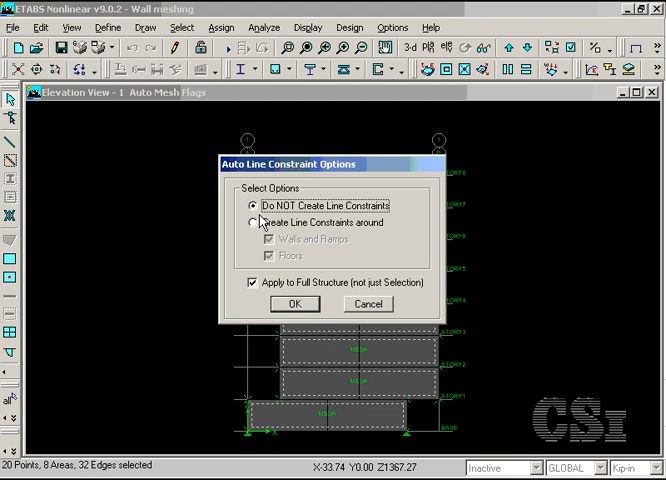 ETABS Nonlinear v9.0.2 - Wall meshing
File Edit View Define Draw Select Assign Analyze Display Design Options Help
3-d
Elevation View - 1 Auto Mesh Flags
1 1
Auto Line Constraint Options
Select Options
Do NOT Create Line Constraints
Create Line Constraints around
Walls and Ramps
Floors
Apply to Full Structure (not just Selection)
OK Cancel
STORY8
STORY7
STORY6
STORY5
STORY4
STORY3
MESH
STORY2
MESH
STORY1
MESH
BASE
X
all
CSI
20 Points, 8 Areas, 32 Edges selected X-33.74 Y0.00 Z1367.27 Inactive GLOBAL Kip-in